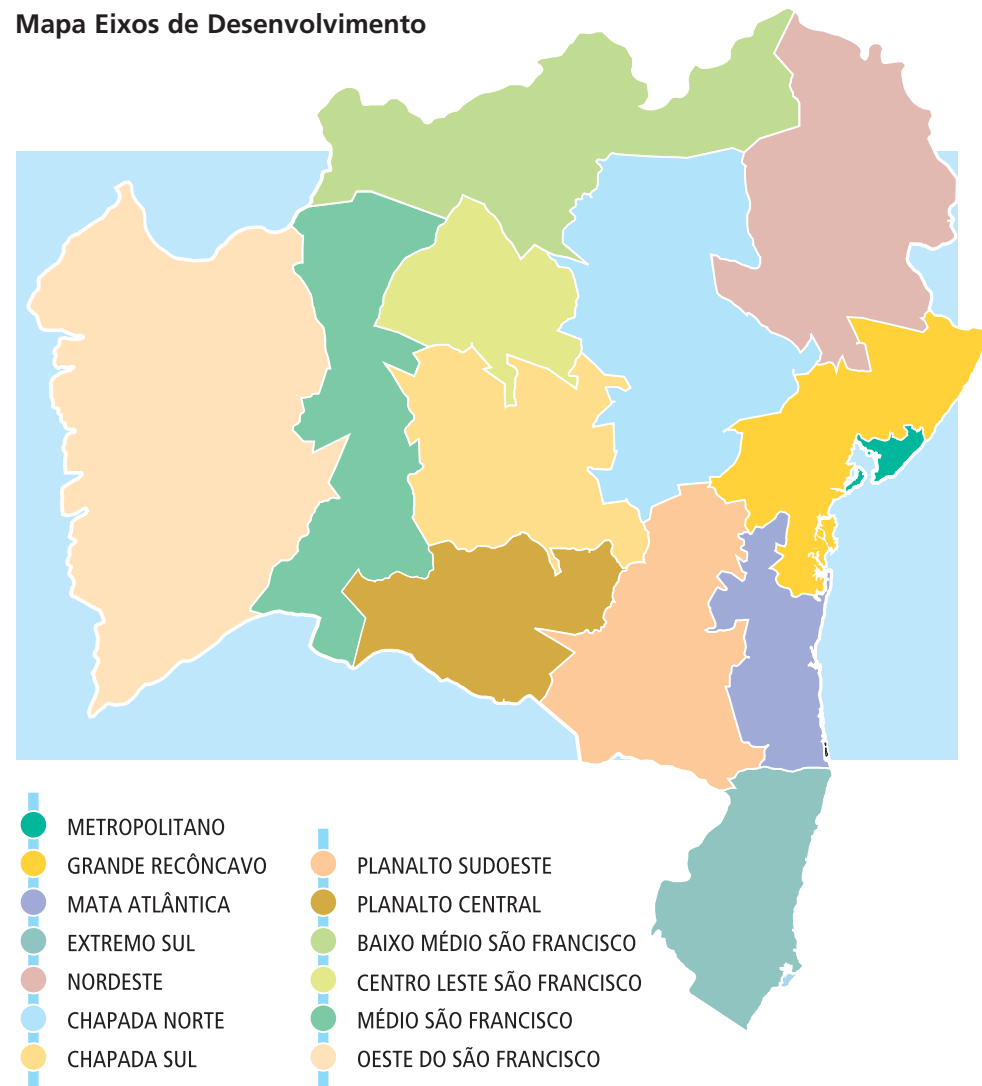 Mapa Eixos de Desenvolvimento
METROPOLITANO
GRANDE RECÔNCAVO
MATA ATLÂNTICA
EXTREMO SUL
NORDESTE
CHAPADA NORTE
CHAPADA SUL
PLANALTO SUDOESTE
PLANALTO CENTRAL
BAIXO MÉDIO SÃO FRANCISCO
CENTRO LESTE SÃO FRANCISCO
MÉDIO SÃO FRANCISCO
OESTE DO SÃO FRANCISCO